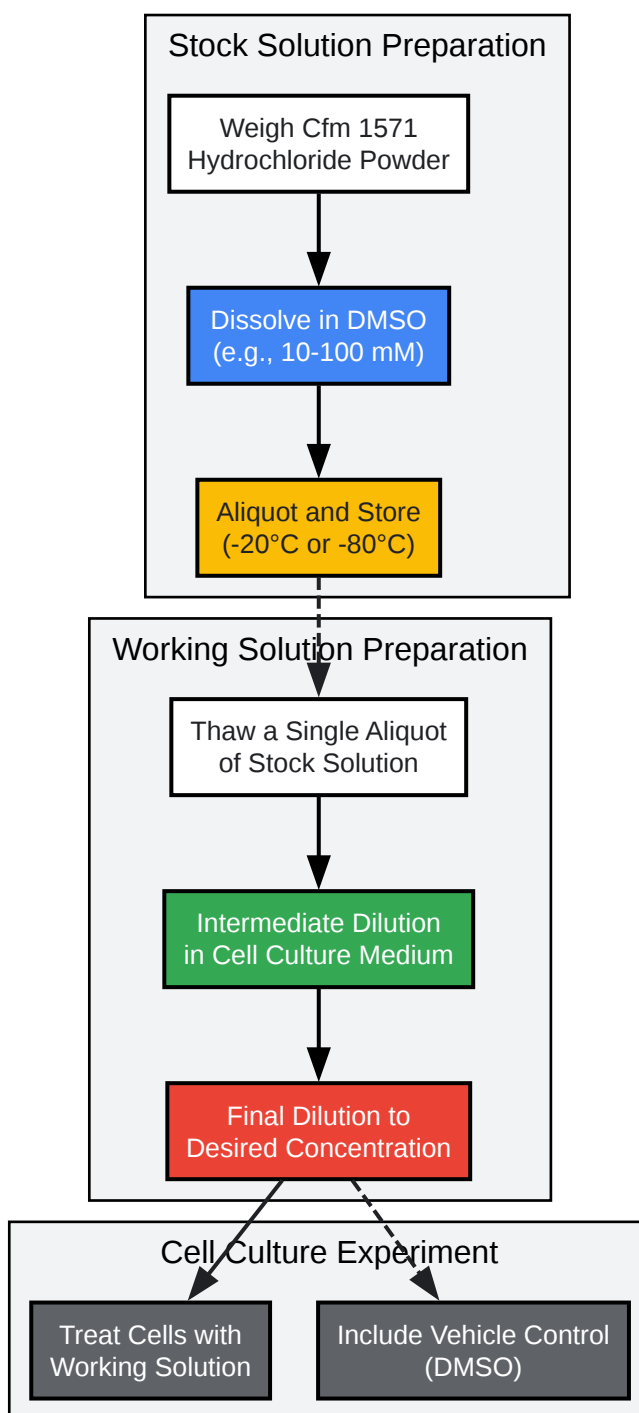 Stock Solution Preparation
Weigh Cfm 1571
Hydrochloride Powder
Dissolve in DMSO
(e.g., 10-100 mM)
Aliquot and Store
(-20°C or -80°C)
Working Solution Preparation
Thaw a Single Aliquot
of Stock Solution
Intermediate Dilution
in Cell Culture Medium
Final Dilution to
Desired Concentration
Cell Culture Experiment
Treat Cells with
Working Solution
Include Vehicle Control
(DMSO)